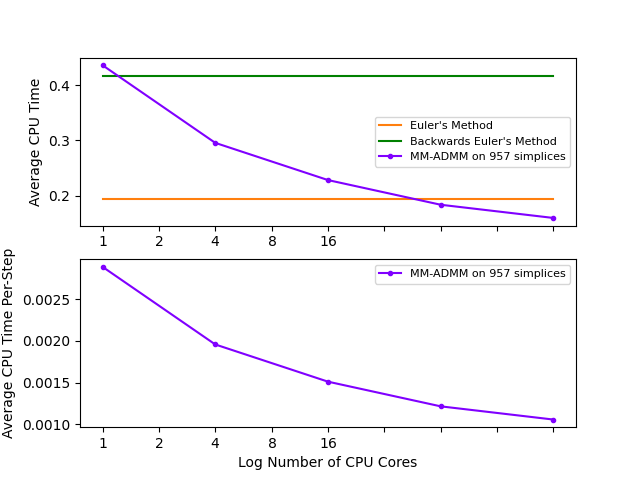 Average CPU Time
0.4
0.3
0.2
Euler's Method
Backwards Euler's Method
MM-ADMM on 957 simplices
1 2 4 8 16
Average CPU Time Per-Step
0.0025
0.0020
0.0015
0.0010
MM-ADMM on 957 simplices
1 2 4 8 16
Log Number of CPU Cores